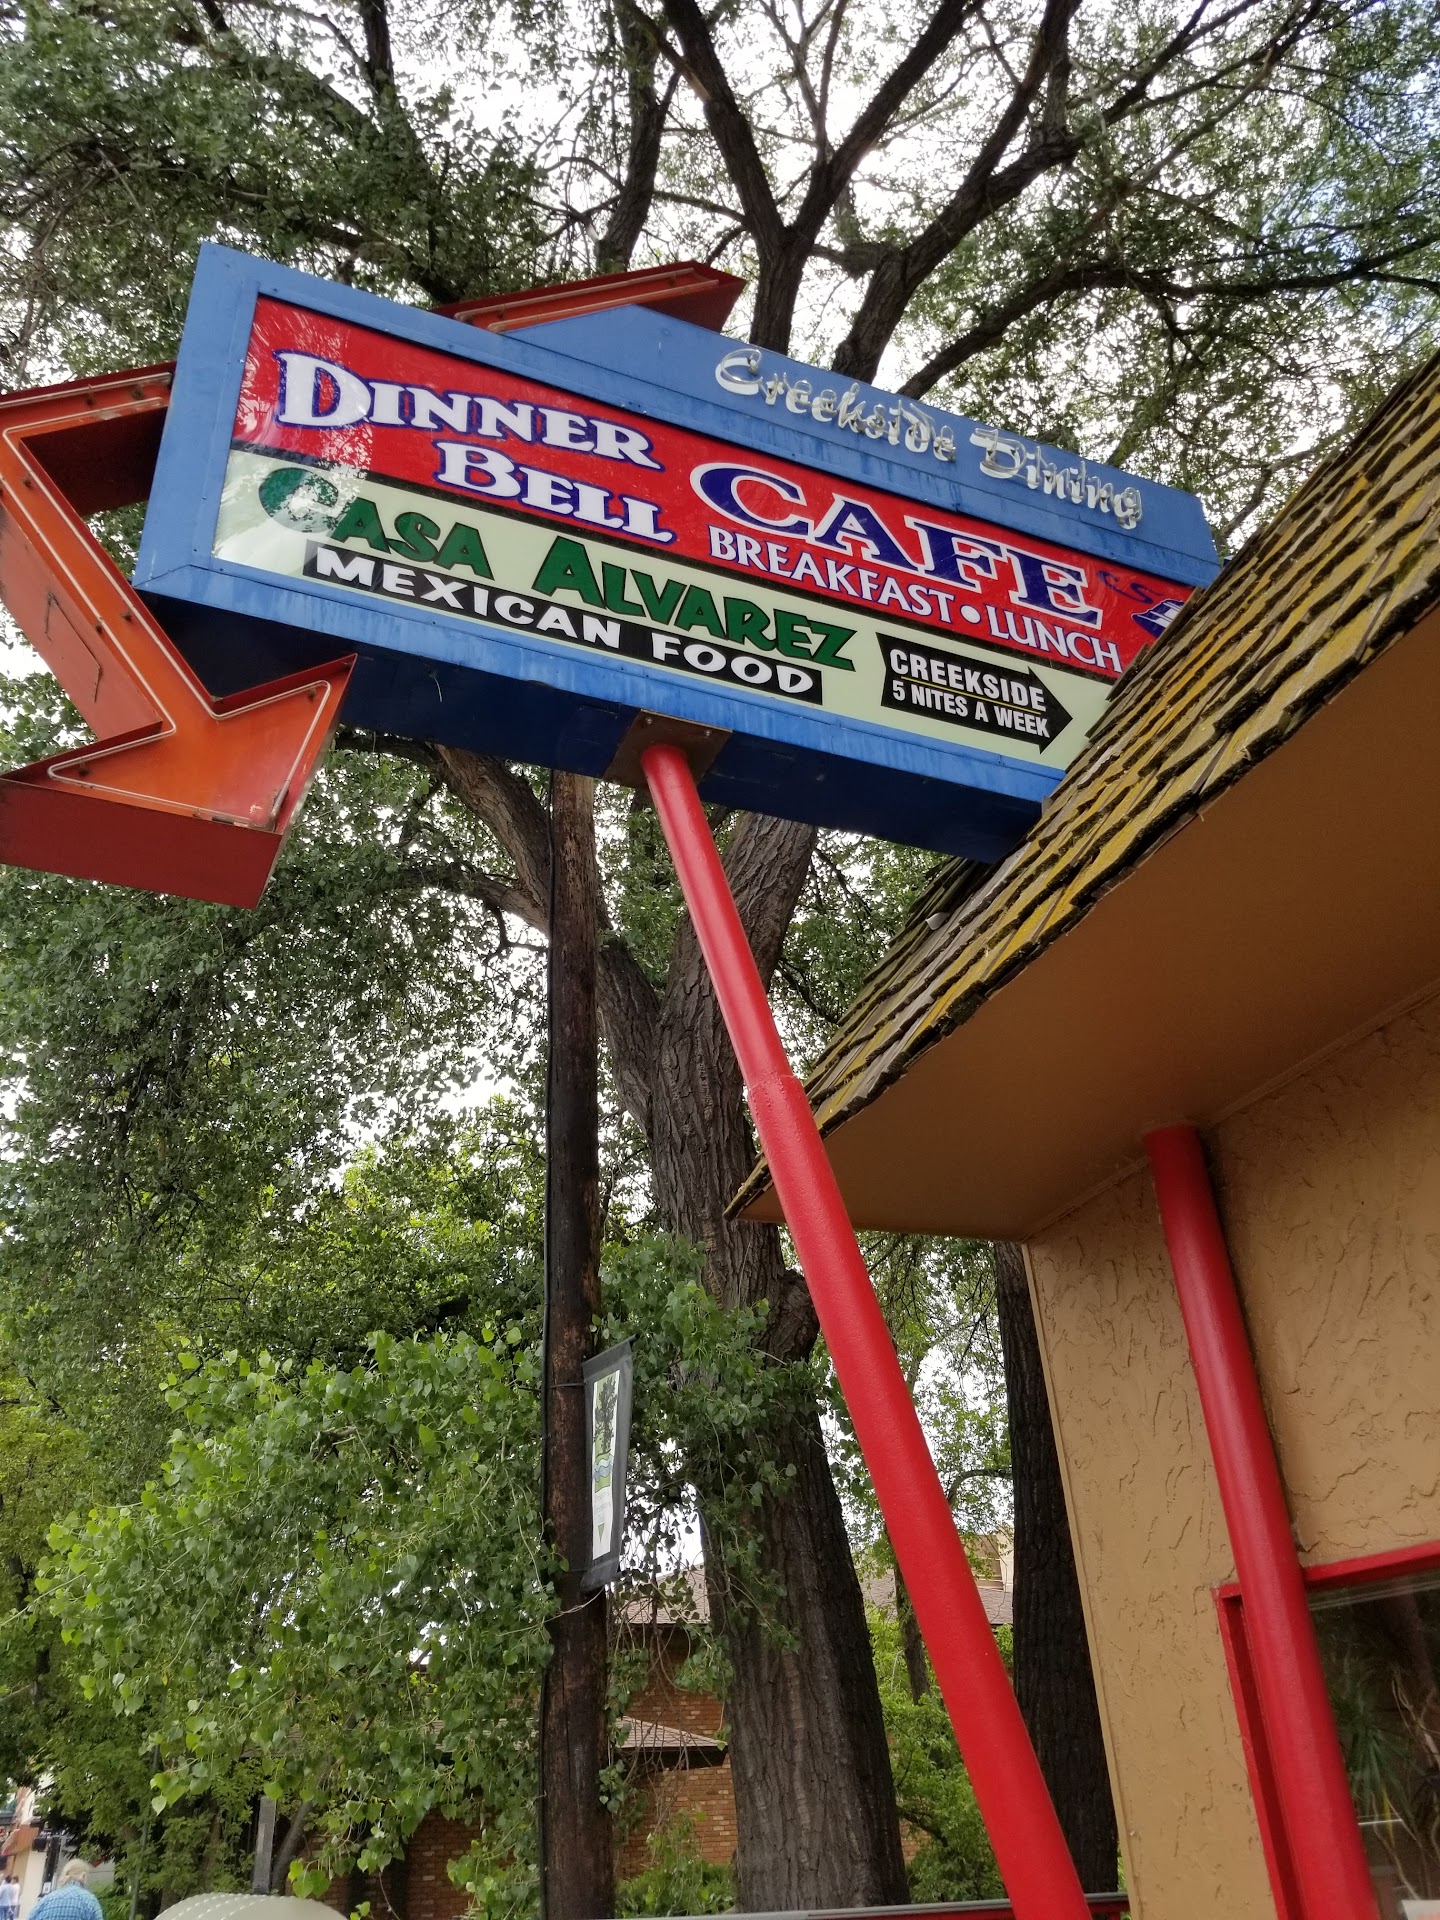 Creekside Dining
DINNER
BELL
CAFE
BREAKFAST • LUNCH
CASA ALVAREZ
MEXICAN FOOD
CREEKSIDE
5 NITES A WEEK